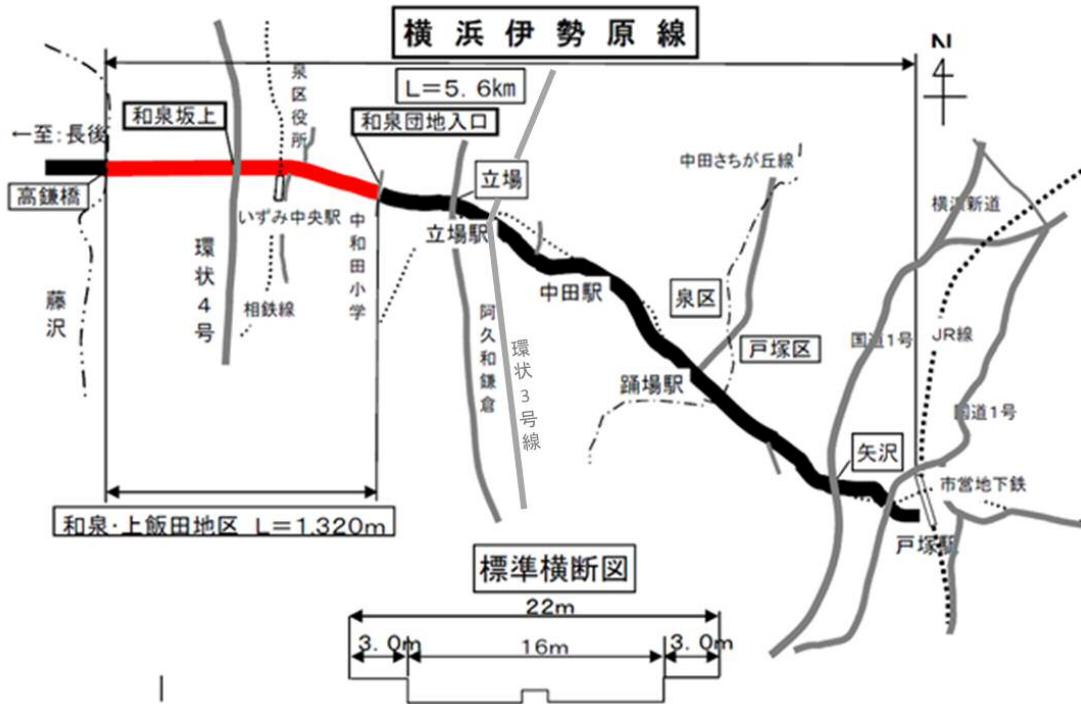 横浜伊勢原線
N
L=5.6km
泉区役所
和泉坂上
和泉団地入口
←至:長後
中田さちが丘線
高鎌橋
立場
横浜新道
いずみ中央駅
立場駅
中和田小学
環状4号
泉区
中田駅
藤沢
相鉄線
阿久和鎌倉
環状3号線
国道1号
JR線
戸塚区
踊場駅
国道1号
矢沢
市営地下鉄
和泉・上飯田地区 L=1,320m
戸塚駅
標準横断図
22m
3.0m
16m
3.0m